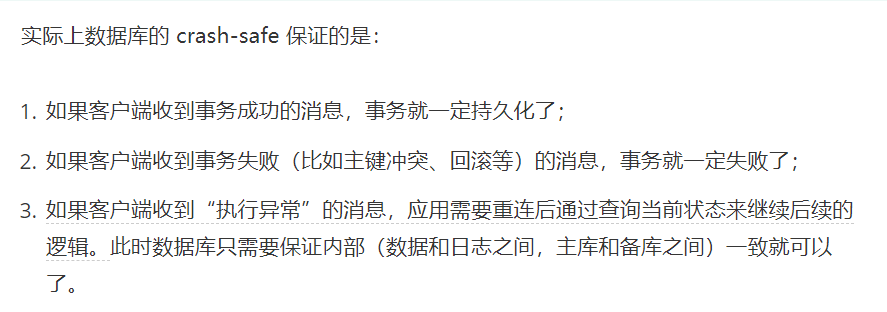 实际上数据库的 crash-safe 保证的是：
1. 如果客户端收到事务成功的消息，事务就一定持久化了；
2. 如果客户端收到事务失败（比如主键冲突、回滚等）的消息，事务就一定失败了；
3. 如果客户端收到“执行异常”的消息，应用需要重连后通过查询当前状态来继续后续的
逻辑。此时数据库只需要保证内部（数据和日志之间，主库和备库之间）一致就可以
了。